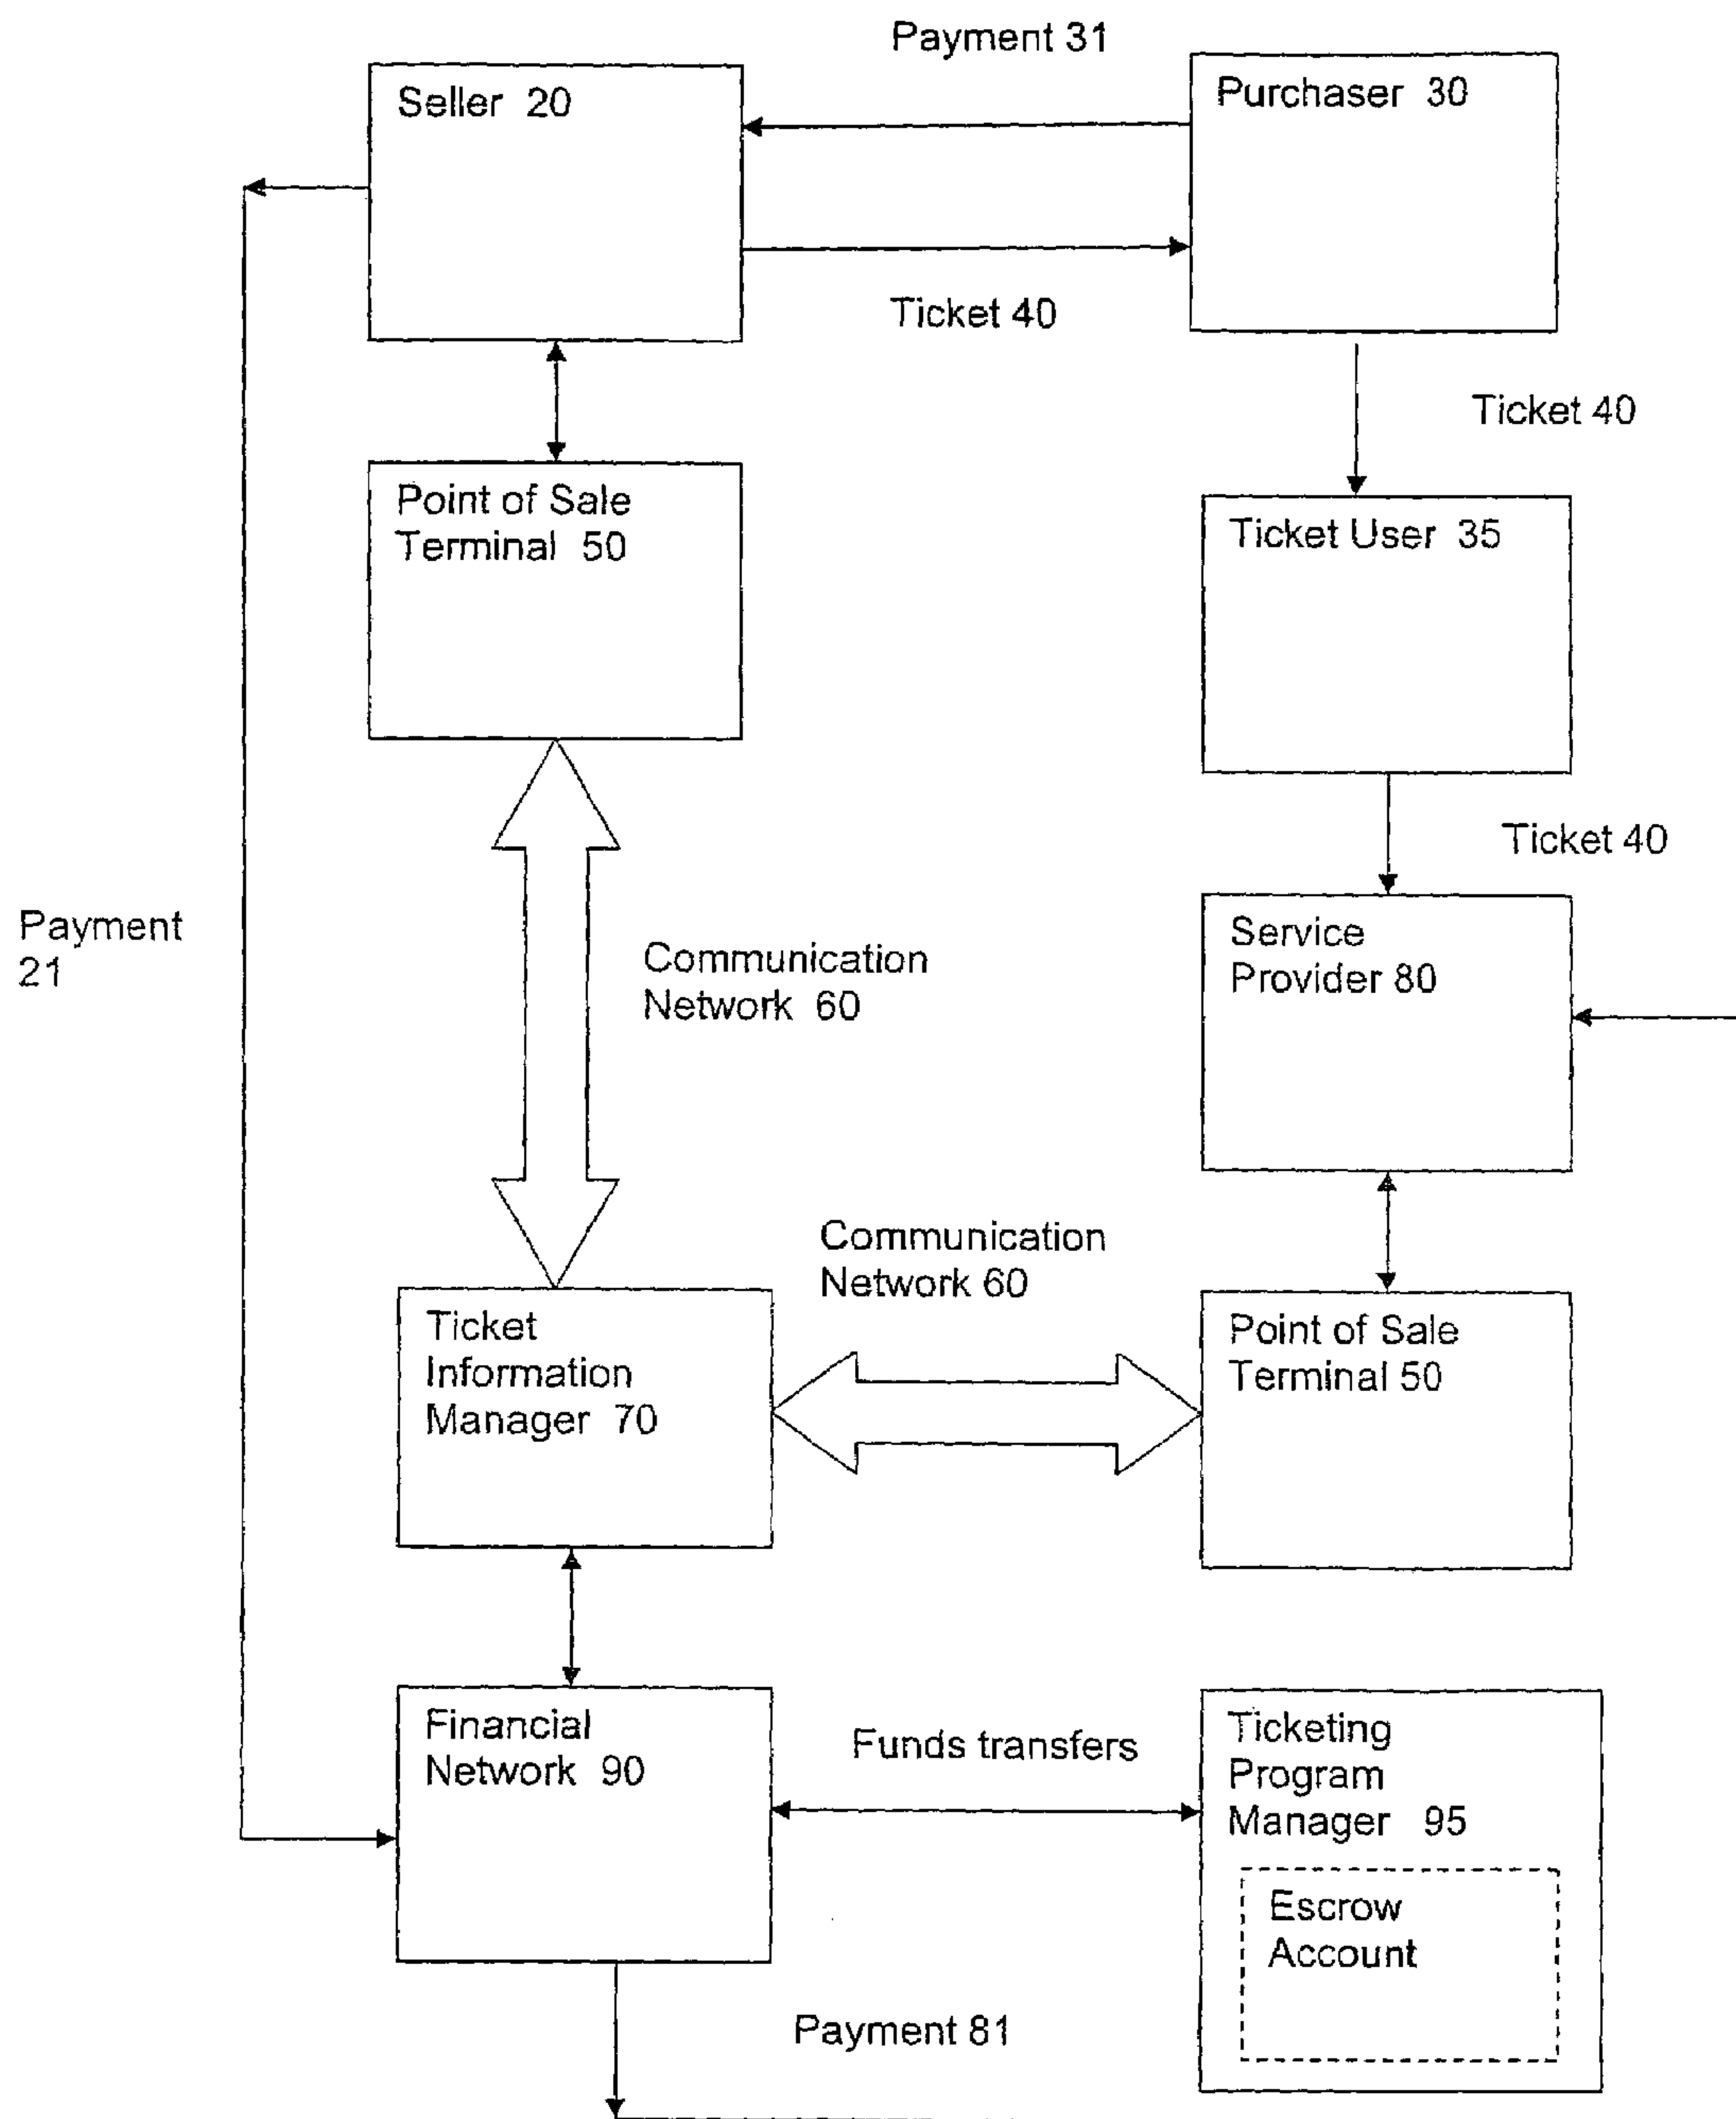 Payment 31
Seller 20
Purchaser 30
Ticket 40
Ticket 40
Point of Sale
Terminal 50
Ticket User 35
Ticket 40
Payment
21
Communication
Network 60
Service
Provider 80
Communication
Network 60
Ticket
Information
Manager 70
Point of Sale
Terminal 50
Financial
Network 90
Funds transfers
Ticketing
Program
Manager 95
Escrow
Account
Payment 81